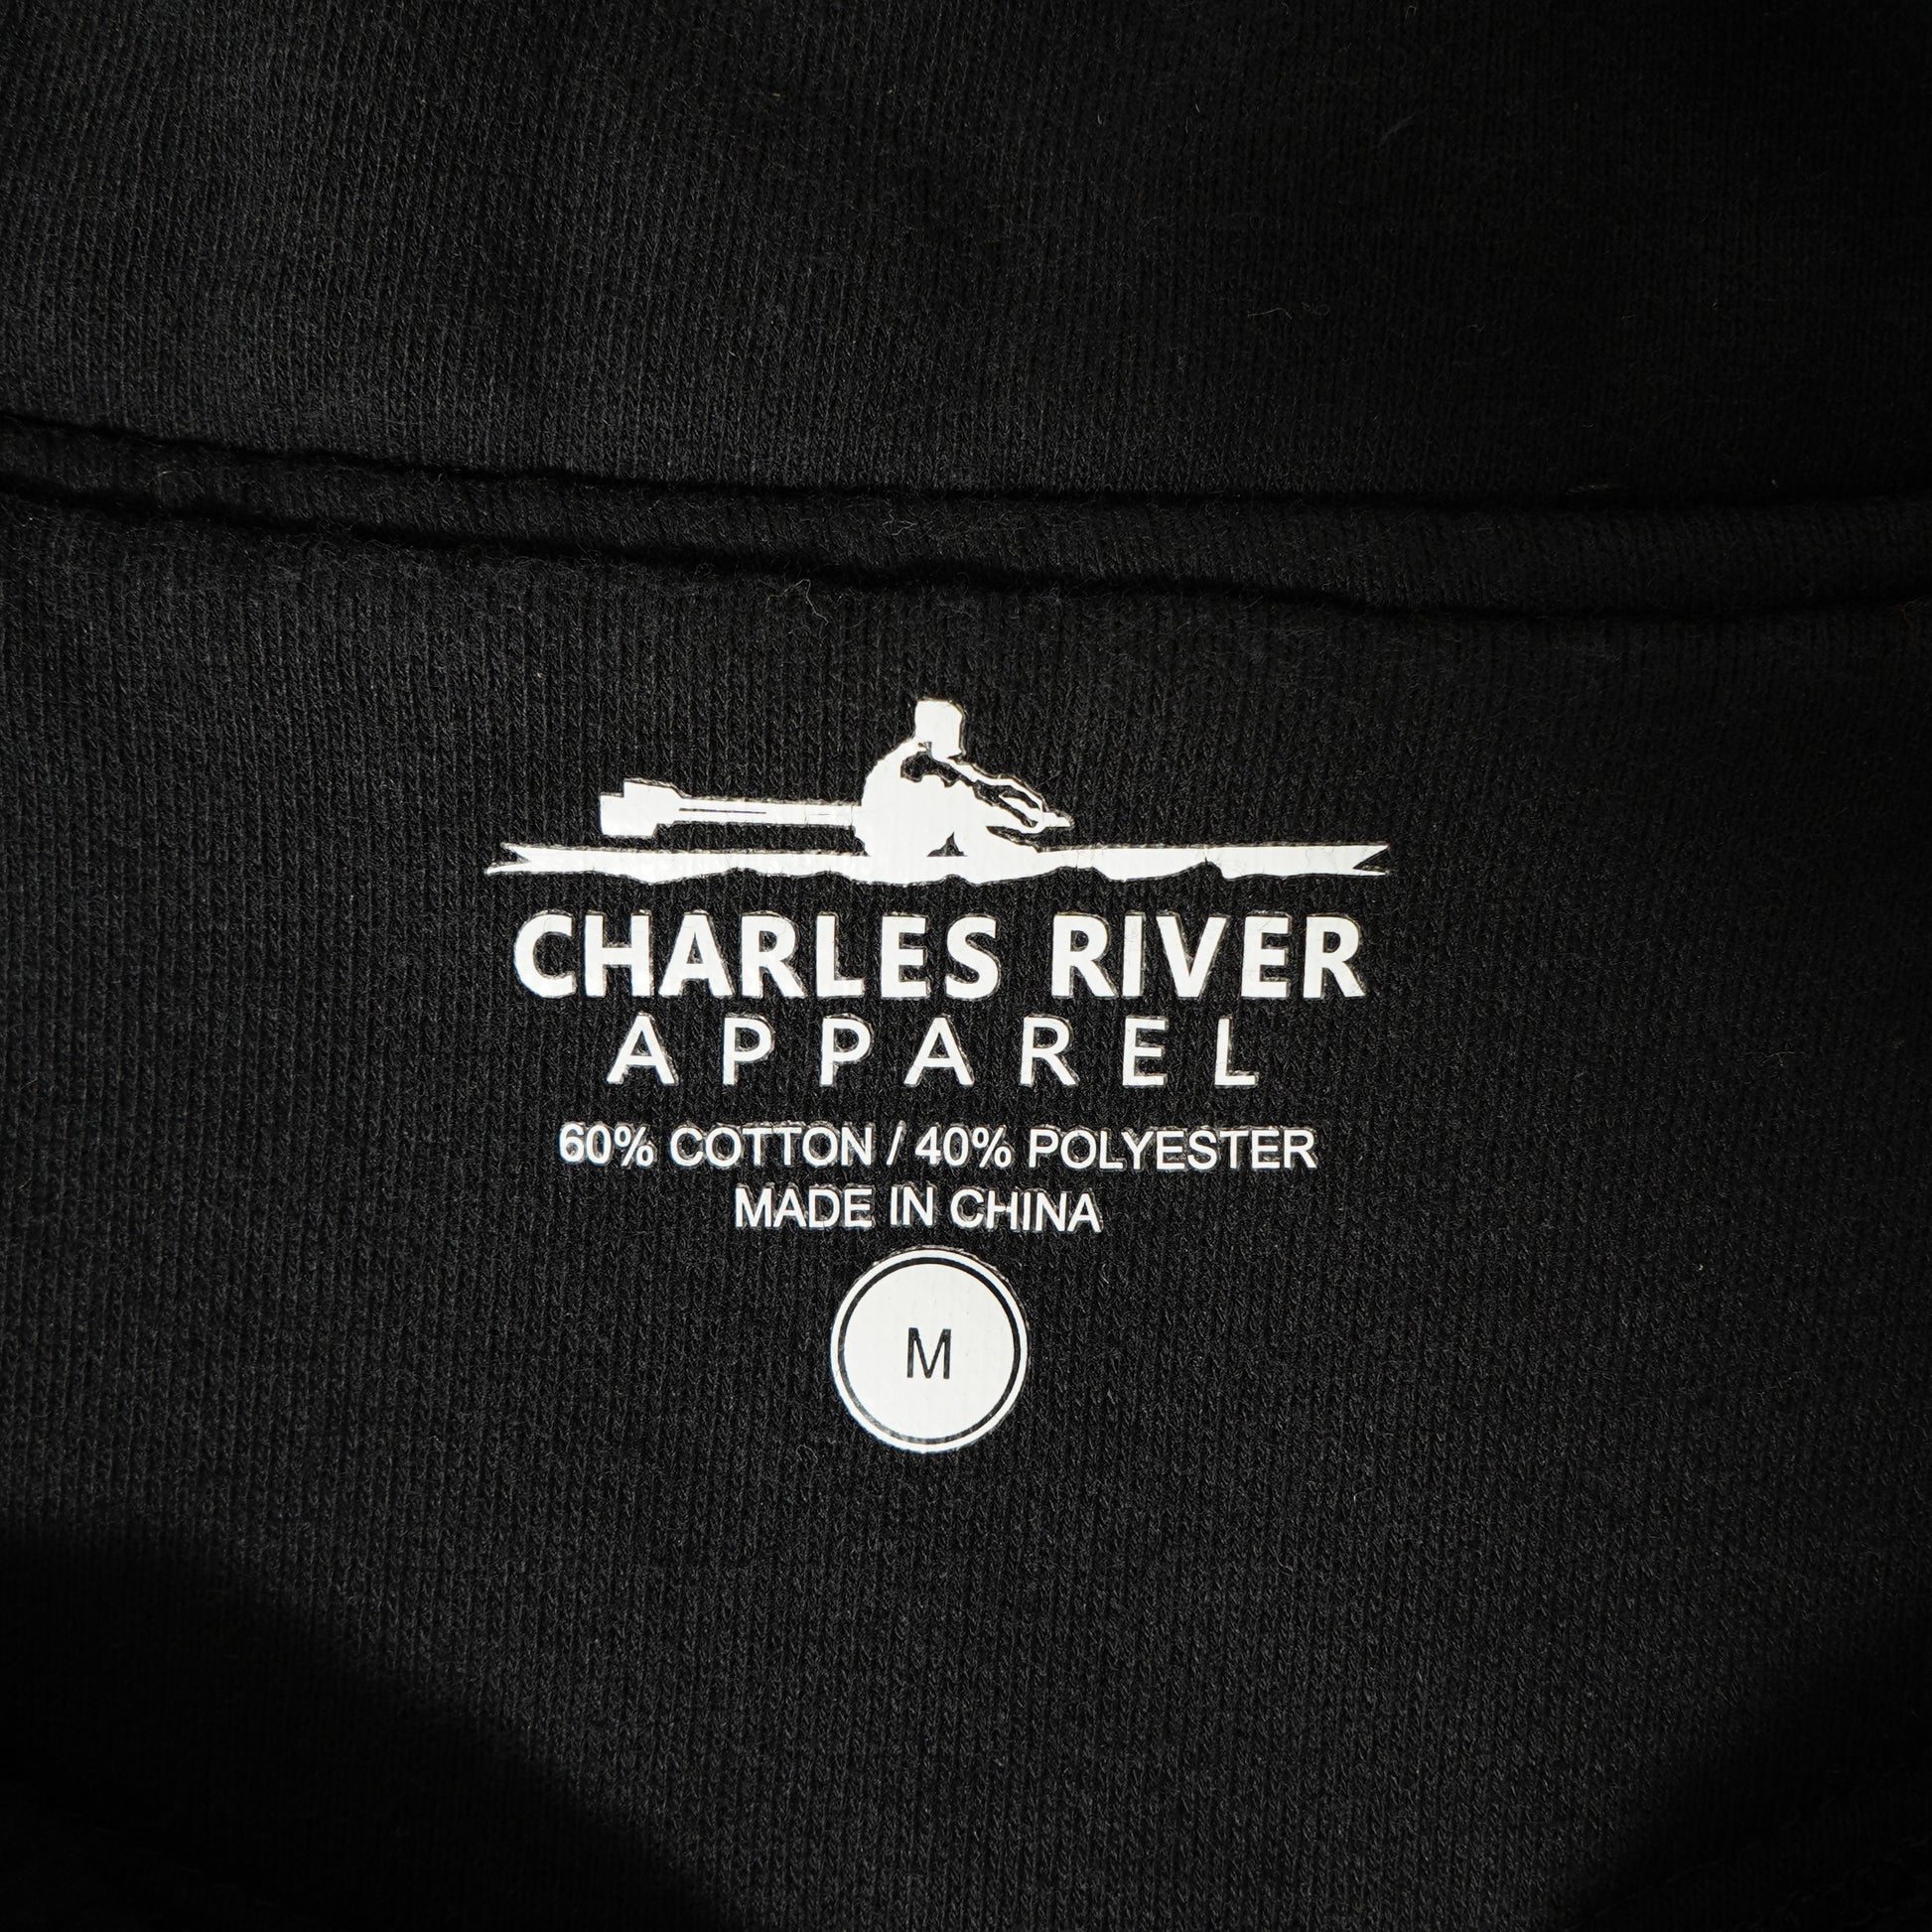 CHARLES RIVER
APPAREL
60% COTTON / 40% POLYESTER
MADE IN CHINA
M